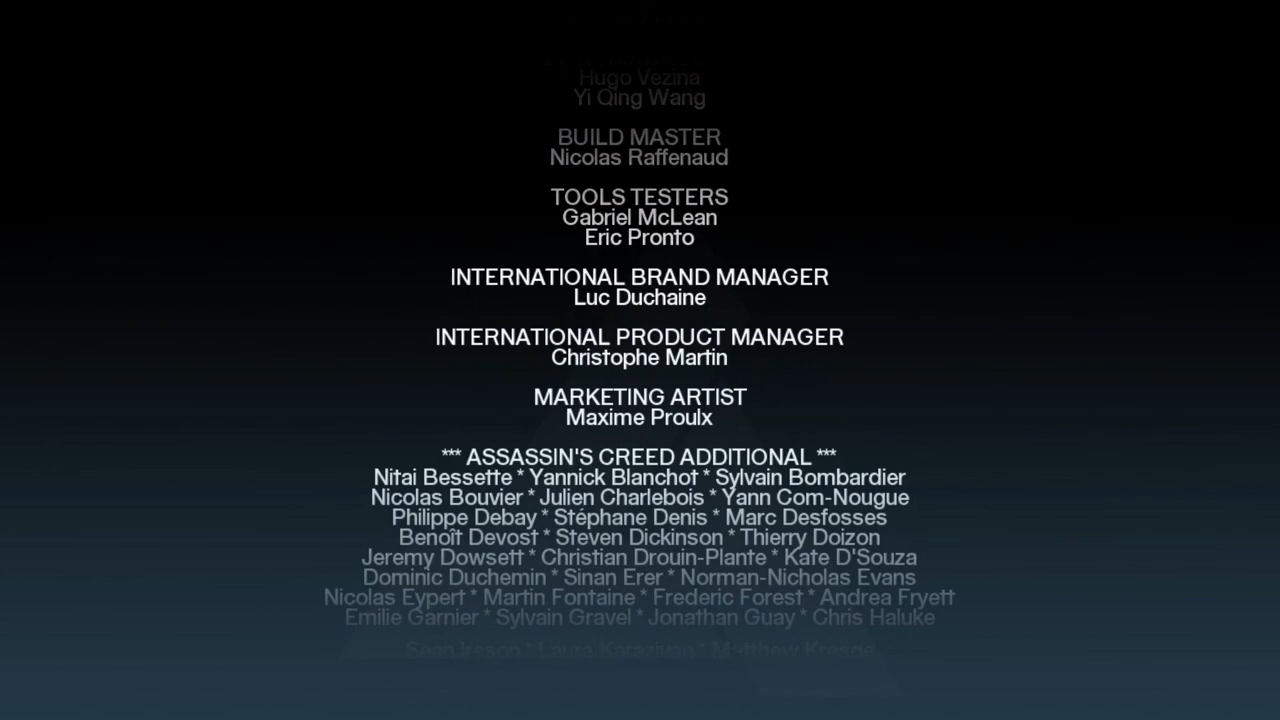 Hugo Vezina
Yi Qing Wang
BUILD MASTER
Nicolas Raffenaud
TOOLS TESTERS
Gabriel McLean
Eric Pronto
INTERNATIONAL BRAND MANAGER
Luc Duchaine
INTERNATIONAL PRODUCT MANAGER
Christophe Martin
MARKETING ARTIST
Maxime Proulx
*** ASSASSIN'S CREED ADDITIONAL ***
Nitai Bessette * Yannick Blanchot * Sylvain Bombardier
Nicolas Bouvier * Julien Charlebois * Yann Com-Nougue
Philippe Debay * Stéphane Denis * Marc Desfosses
Benoît Devost * Steven Dickinson * Thierry Doizon
Jeremy Dowsett * Christian Drouin-Plante * Kate D'Souza
Dominic Duchemin * Sinan Erer * Norman-Nicholas Evans
Nicolas Eypert * Martin Fontaine * Frederic Forest * Andrea Fryett
Emilie Garnier * Sylvain Gravel * Jonathan Guay * Chris Haluke